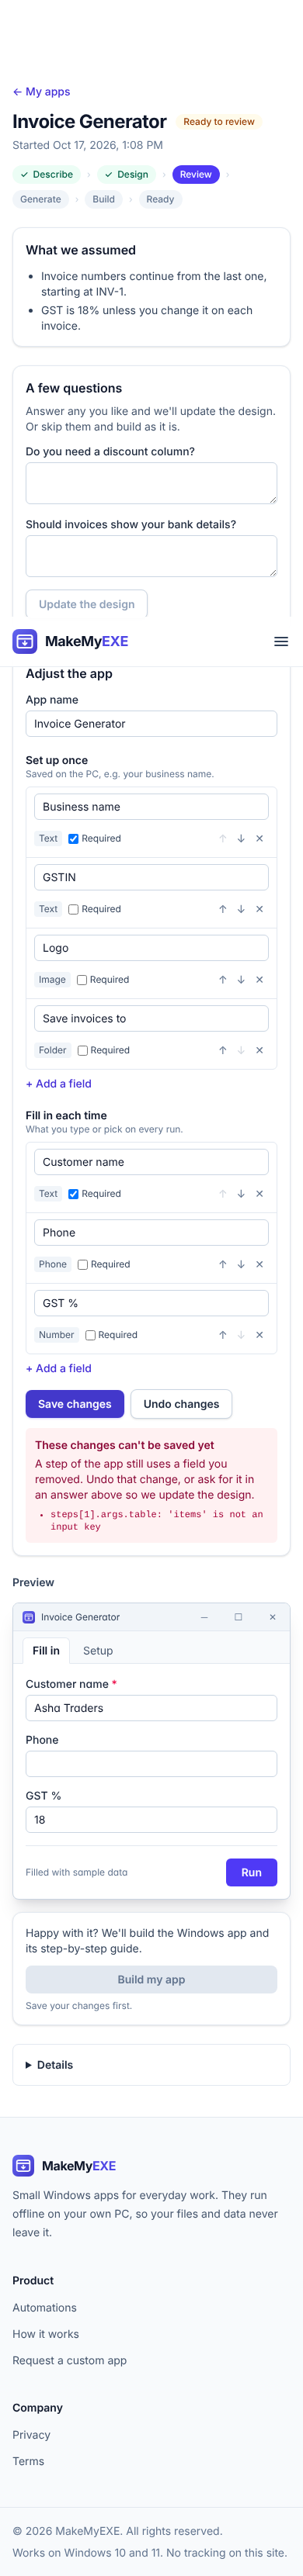 ← My apps
Invoice Generator Ready to review
Started Oct 17, 2026, 1:08 PM
✓ Describe › ✓ Design › Review ›
Generate › Build › Ready
What we assumed
• Invoice numbers continue from the last one,
starting at INV-1.
• GST is 18% unless you change it on each
invoice.
A few questions
Answer any you like and we'll update the design.
Or skip them and build as it is.
Do you need a discount column?
Should invoices show your bank details?
Update the design
MakeMyEXE
Adjust the app
App name
Invoice Generator
Set up once
Saved on the PC, e.g. your business name.
Business name
Text Required ↑ ↓ ✕
GSTIN
Text Required ↑ ↓ ✕
Logo
Image Required ↑ ↓ ✕
Save invoices to
Folder Required ↑ ↓ ✕
+ Add a field
Fill in each time
What you type or pick on every run.
Customer name
Text Required ↑ ↓ ✕
Phone
Phone Required ↑ ↓ ✕
GST %
Number Required ↑ ↓ ✕
+ Add a field
Save changes Undo changes
These changes can't be saved yet
A step of the app still uses a field you
removed. Undo that change, or ask for it in
an answer above so we update the design.
• steps[1].args.table: 'items' is not an
input key
Preview
Invoice Generator
Fill in Setup
Customer name *
Asha Traders
Phone
GST %
18
Filled with sample data Run
Happy with it? We'll build the Windows app and
its step-by-step guide.
Build my app
Save your changes first.
▶ Details
MakeMyEXE
Small Windows apps for everyday work. They run
offline on your own PC, so your files and data never
leave it.
Product
Automations
How it works
Request a custom app
Company
Privacy
Terms
© 2026 MakeMyEXE. All rights reserved.
Works on Windows 10 and 11. No tracking on this site.